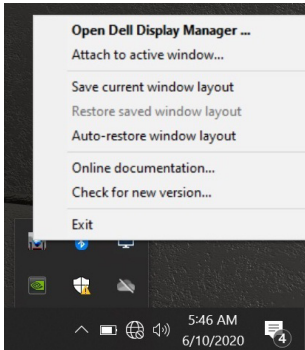 Open Dell Display Manager ...
Attach to active window...
Save current window layout
Restore saved window layout
Auto-restore window layout
Online documentation...
Check for new version...
Exit
5:46 AM
6/10/2020
4